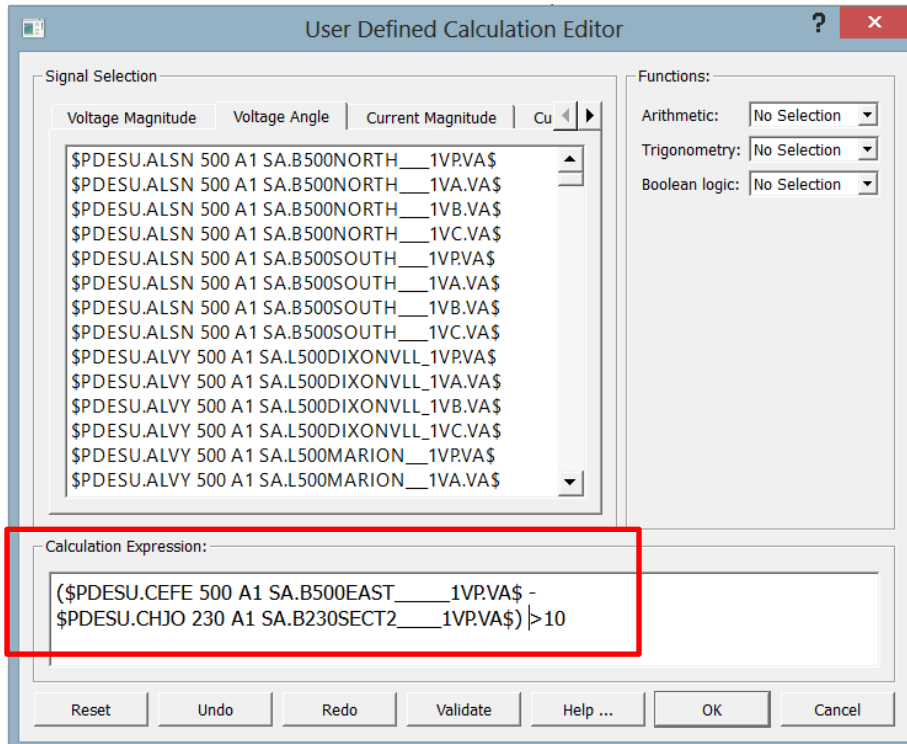 User Defined Calculation Editor
?
×
Signal Selection
Voltage Magnitude
Voltage Angle
Current Magnitude
Cu
$PDESU.ALSN 500 A1 SA.B500NORTH___1VP.VA$
$PDESU.ALSN 500 A1 SA.B500NORTH___1VA.VA$
$PDESU.ALSN 500 A1 SA.B500NORTH___1VB.VA$
$PDESU.ALSN 500 A1 SA.B500NORTH___1VC.VA$
$PDESU.ALSN 500 A1 SA.B500SOUTH___1VP.VA$
$PDESU.ALSN 500 A1 SA.B500SOUTH___1VA.VA$
$PDESU.ALSN 500 A1 SA.B500SOUTH___1VB.VA$
$PDESU.ALSN 500 A1 SA.B500SOUTH___1VC.VA$
$PDESU.ALVY 500 A1 SA.L500DIXONVLL_1VP.VA$
$PDESU.ALVY 500 A1 SA.L500DIXONVLL_1VA.VA$
$PDESU.ALVY 500 A1 SA.L500DIXONVLL_1VB.VA$
$PDESU.ALVY 500 A1 SA.L500DIXONVLL_1VC.VA$
$PDESU.ALVY 500 A1 SA.L500MARION__1VP.VA$
$PDESU.ALVY 500 A1 SA.L500MARION__1VA.VA$
Functions:
Arithmetic: No Selection
Trigonometry: No Selection
Boolean logic: No Selection
Calculation Expression:
($PDESU.CEFE 500 A1 SA.B500EAST____1VP.VA$ -
$PDESU.CHJO 230 A1 SA.B230SECT2___1VP.VA$) >10
Reset
Undo
Redo
Validate
Help ...
OK
Cancel